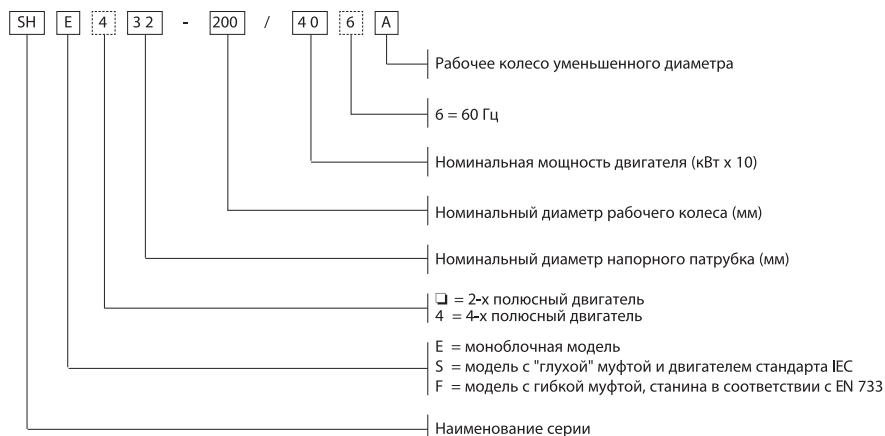 SH E 4 3 2 - 200 / 4 0 6 A
Рабочее колесо уменьшенного диаметра
6 = 60 Гц
Номинальная мощность двигателя (кВт x 10)
Номинальный диаметр рабочего колеса (мм)
Номинальный диаметр напорного патрубка (мм)
❏ = 2-х полюсный двигатель
4 = 4-х полюсный двигатель
E = моноблочная модель
S = модель с "глухой" муфтой и двигателем стандарта IEC
F = модель с гибкой муфтой, станина в соответствии с EN 733
Наименование серии